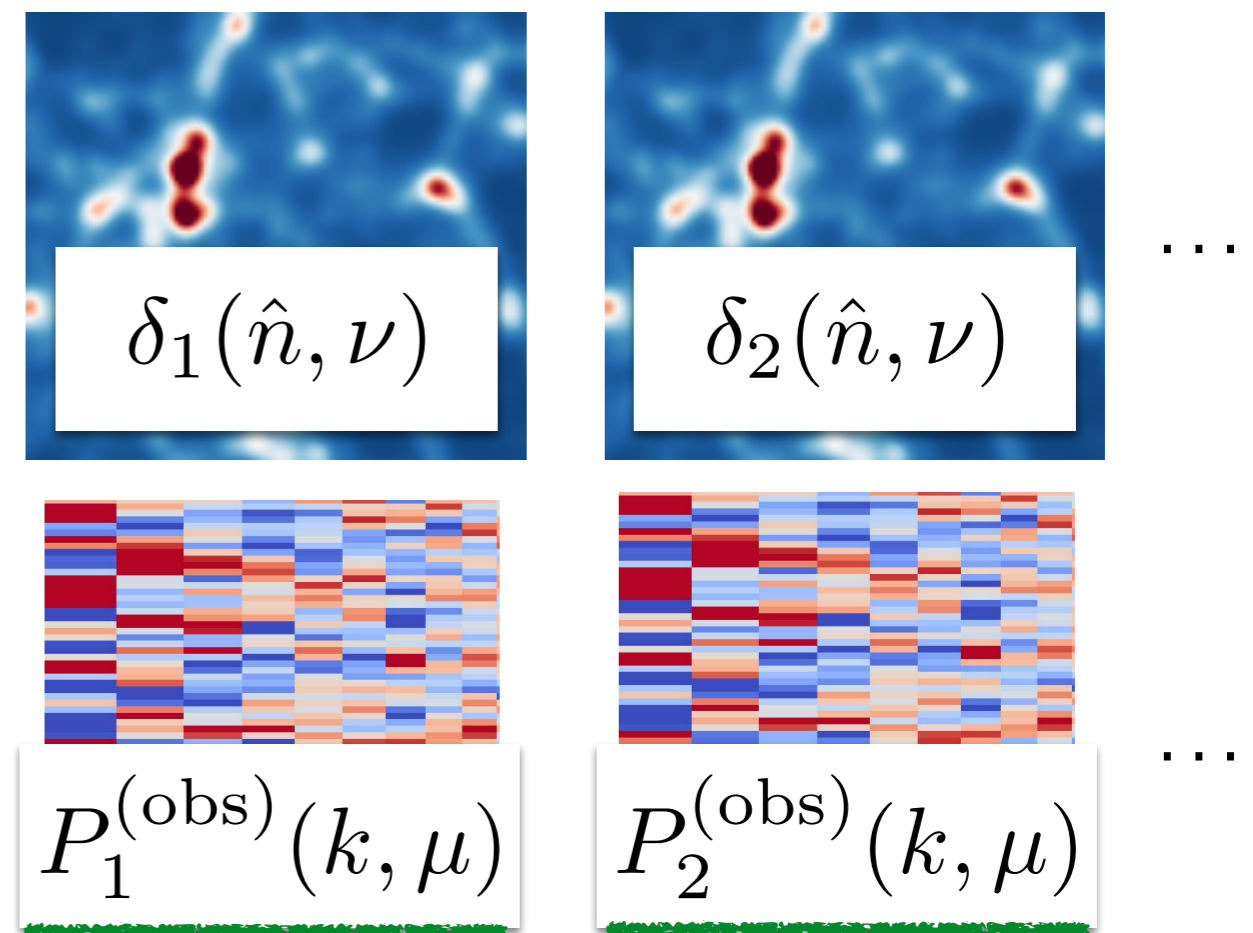 δ₁(n̂, ν) δ₂(n̂, ν) ...
P₁^(obs)(k, μ) P₂^(obs)(k, μ) ...